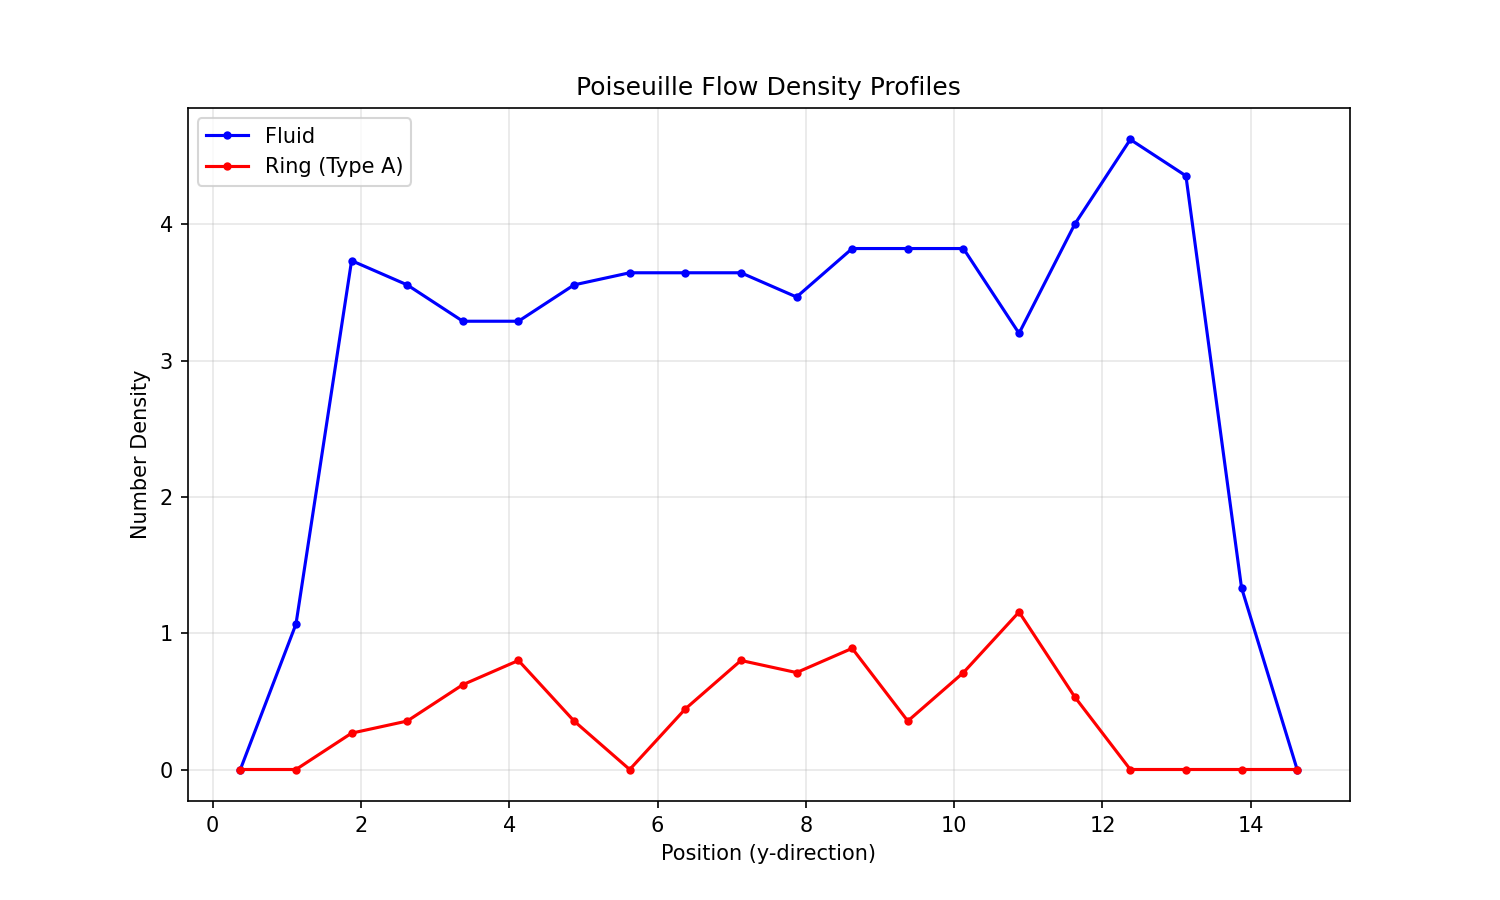 Poiseuille Flow Density Profiles
Fluid
Ring (Type A)
Number Density
4
3
2
1
0
0 2 4 6 8 10 12 14
Position (y-direction)